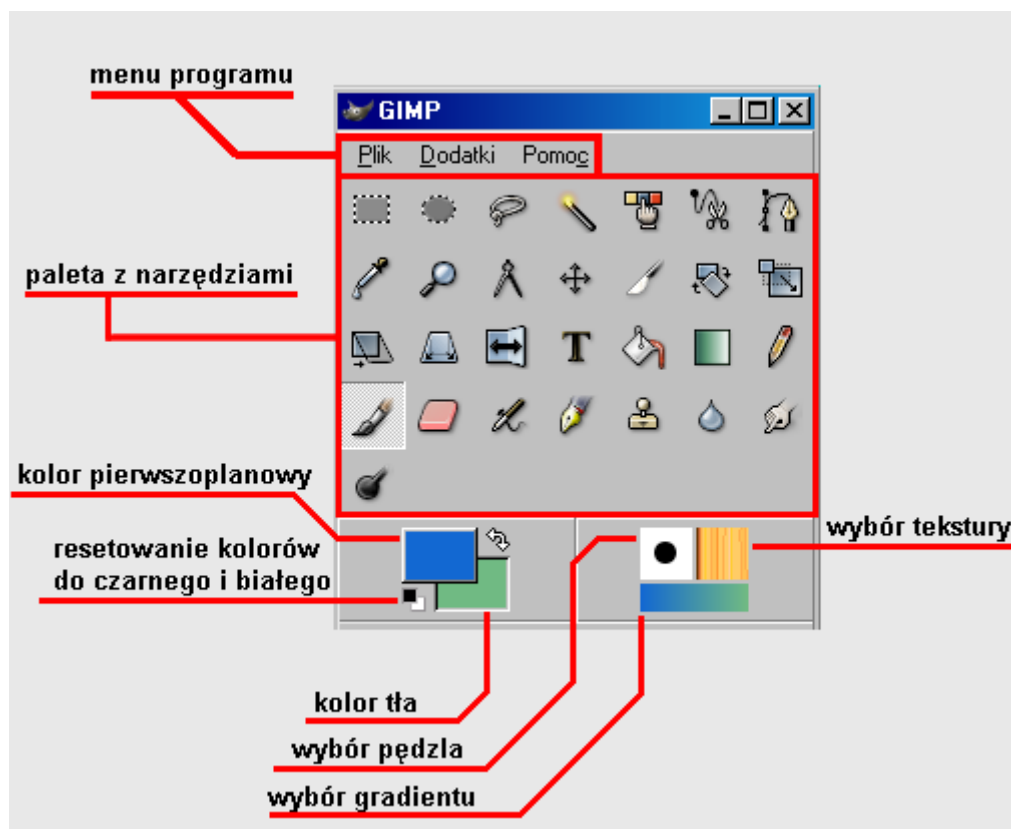 menu programu
GIMP
Plik Dodatki Pomoc
paleta z narzędziami
T
kolor pierwszoplanowy
wybór tekstury
resetowanie kolorów
do czarnego i białego
kolor tła
wybór pędzla
wybór gradientu